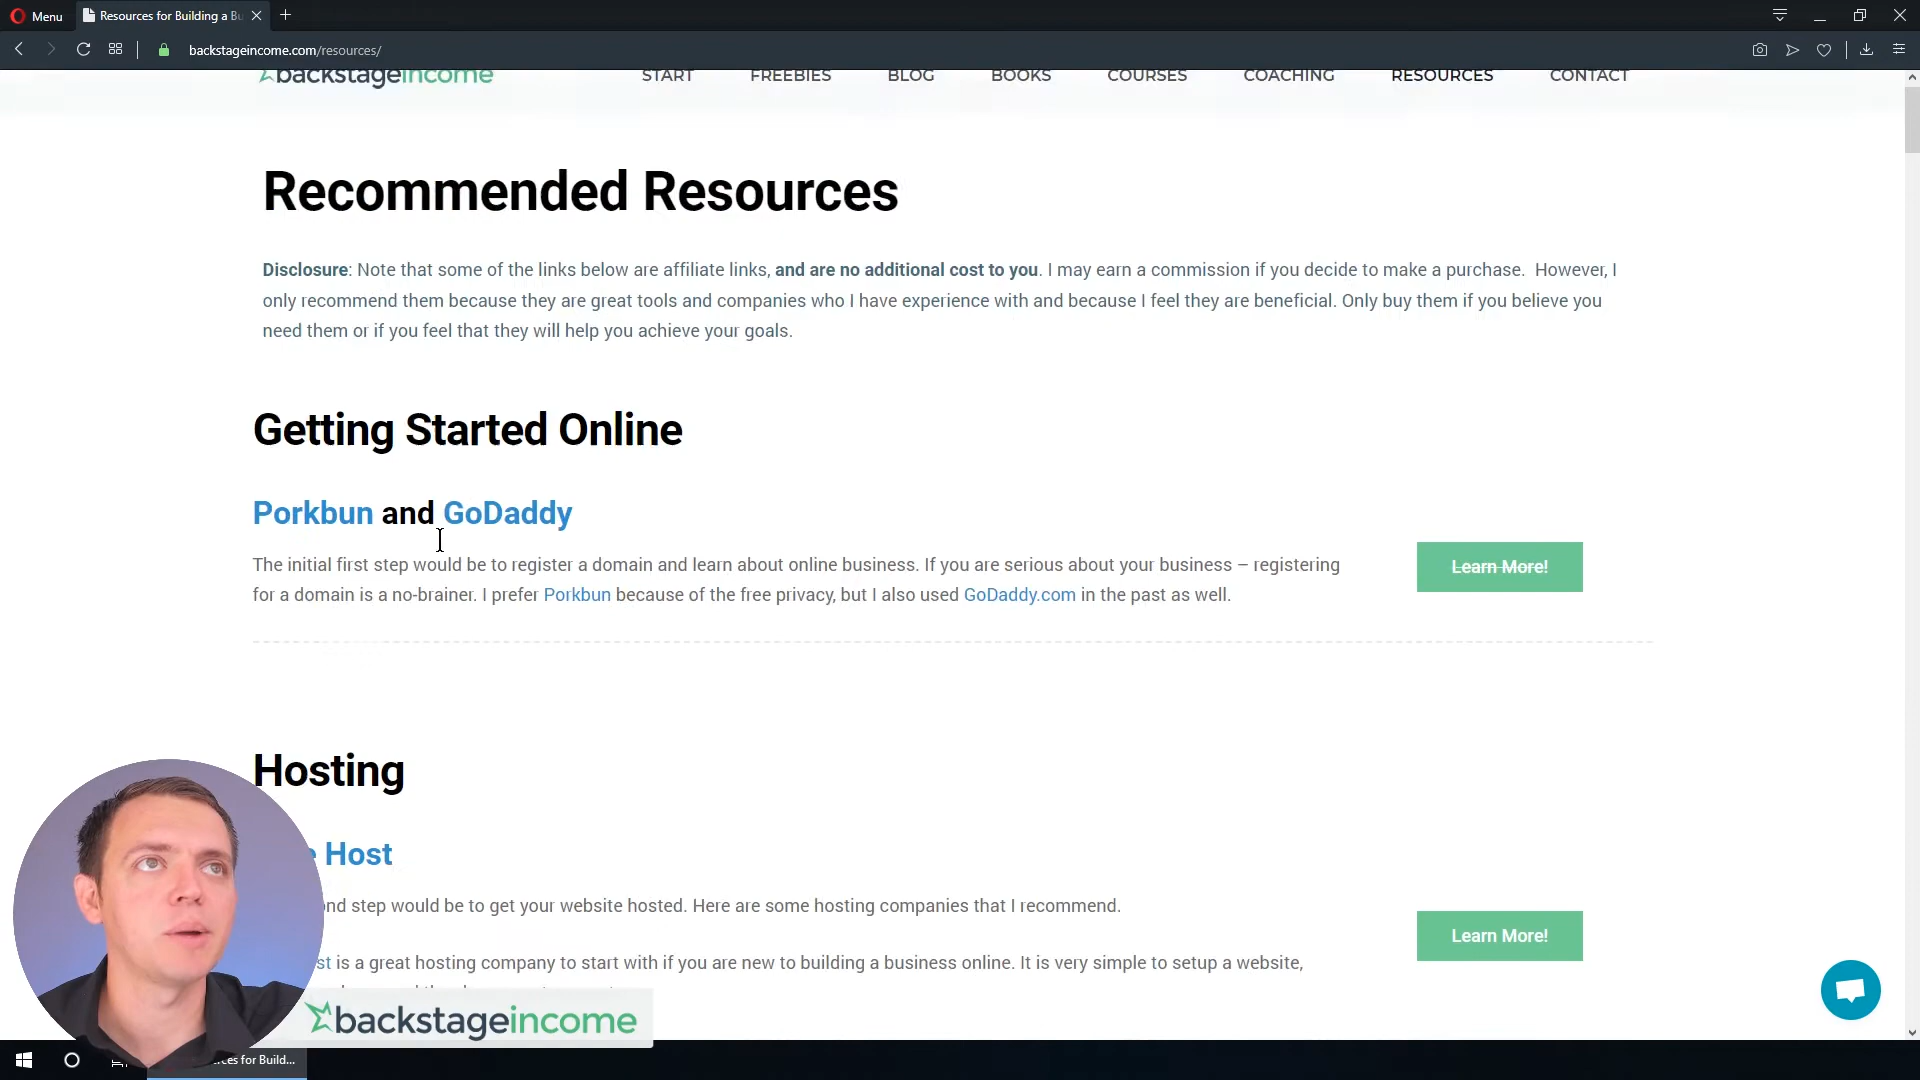 Menu
Resources for Building a Bu
backstageincome.com/resources/
backstageincome
START FREEBIES BLOG BOOKS COURSES COACHING RESOURCES CONTACT
Recommended Resources
Disclosure: Note that some of the links below are affiliate links, and are no additional cost to you. I may earn a commission if you decide to make a purchase. However, I
only recommend them because they are great tools and companies who I have experience with and because I feel they are beneficial. Only buy them if you believe you
need them or if you feel that they will help you achieve your goals.
Getting Started Online
Porkbun and GoDaddy
The initial first step would be to register a domain and learn about online business. If you are serious about your business – registering
for a domain is a no-brainer. I prefer Porkbun because of the free privacy, but I also used GoDaddy.com in the past as well.
Learn More!
Hosting
Host
step would be to get your website hosted. Here are some hosting companies that I recommend.
Learn More!
is a great hosting company to start with if you are new to building a business online. It is very simple to setup a website,
backstageincome
for Build...